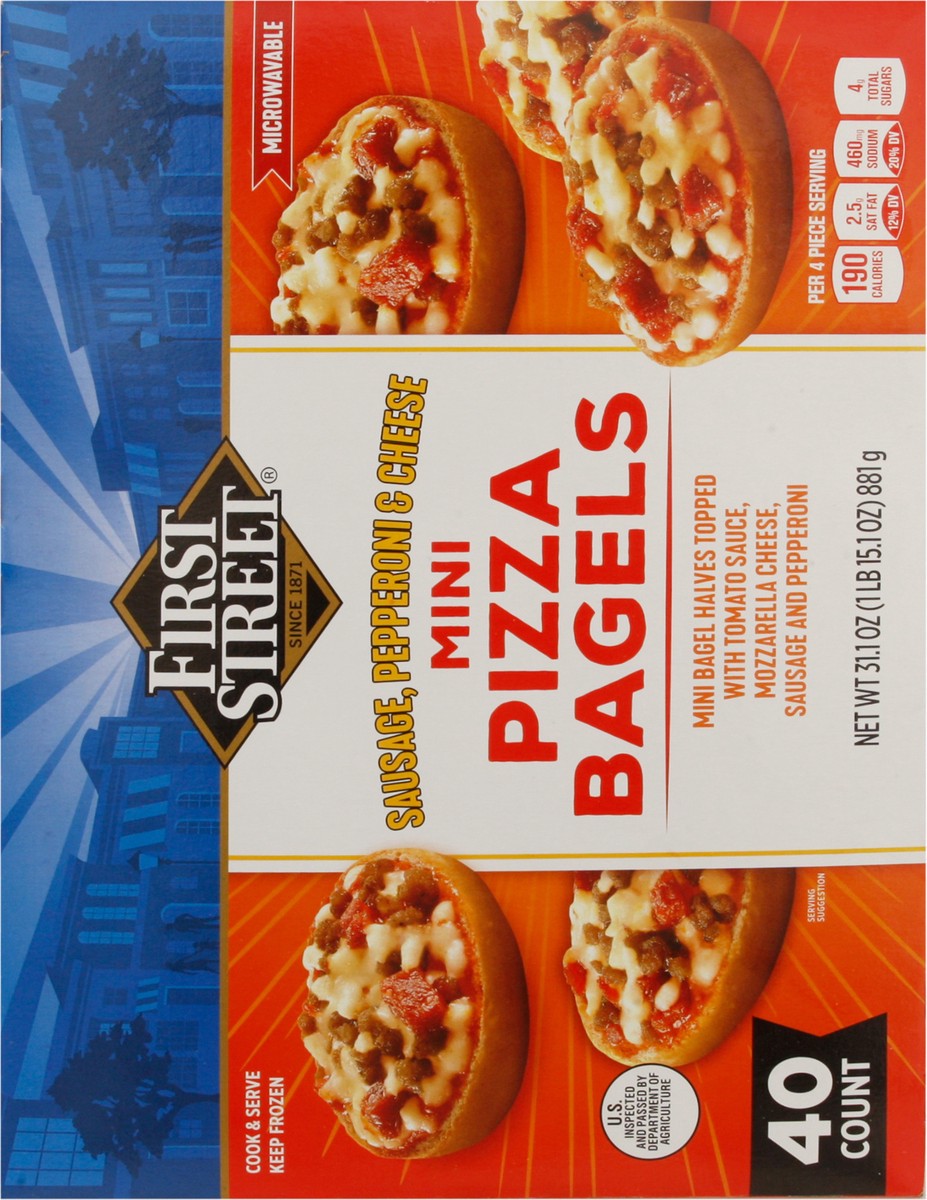 FIRST
STREET®
SINCE 1871
COOK & SERVE
KEEP FROZEN
MICROWAVABLE
SAUSAGE, PEPPERONI & CHEESE
MINI
PIZZA
BAGELS
MINI BAGEL HALVES TOPPED
WITH TOMATO SAUCE,
MOZZARELLA CHEESE,
SAUSAGE AND PEPPERONI
U.S.
INSPECTED
AND PASSED BY
DEPARTMENT OF
AGRICULTURE
SERVING
SUGGESTION
40
COUNT
NET WT 31.1 OZ (1 LB 15.1 OZ) 881g
PER 4 PIECE SERVING
190
CALORIES
2.5g
SAT FAT
12% DV
460mg
SODIUM
20% DV
4g
TOTAL
SUGARS